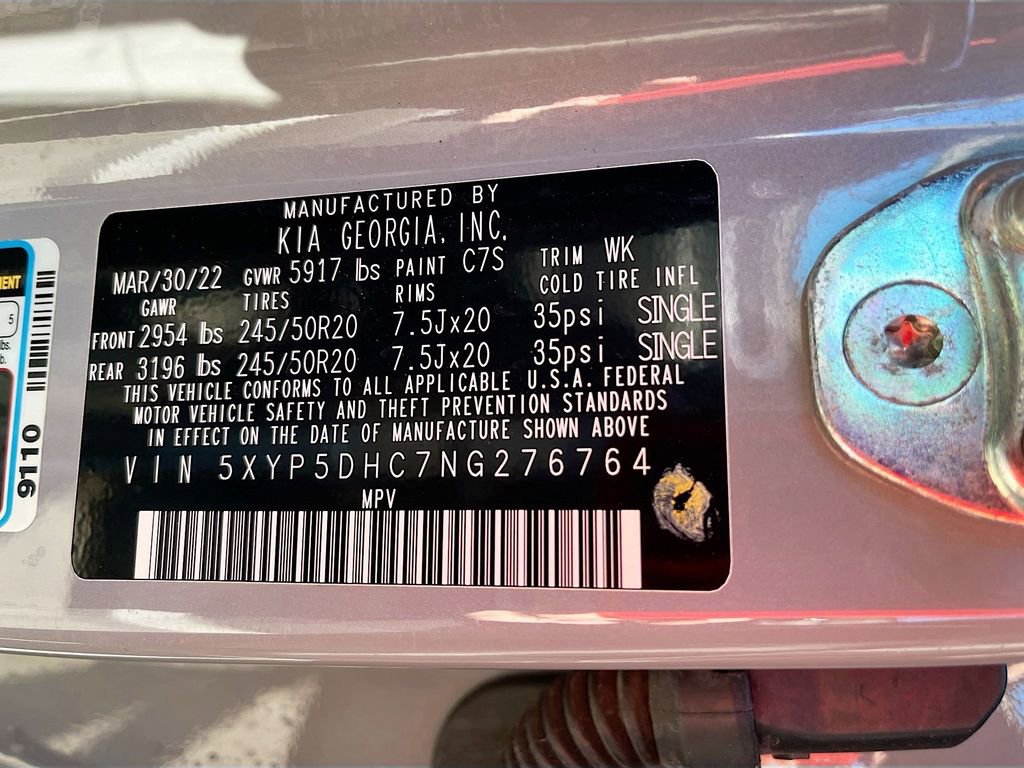 MANUFACTURED BY
KIA GEORGIA, INC.
MAR/30/22 GVWR 5917 lbs PAINT C7S TRIM WK
GAWR TIRES RIMS COLD TIRE INFL
FRONT 2954 lbs 245/50R20 7.5Jx20 35psi SINGLE
REAR 3196 lbs 245/50R20 7.5Jx20 35psi SINGLE
THIS VEHICLE CONFORMS TO ALL APPLICABLE U.S.A. FEDERAL
MOTOR VEHICLE SAFETY AND THEFT PREVENTION STANDARDS
IN EFFECT ON THE DATE OF MANUFACTURE SHOWN ABOVE
VIN 5XYP5DHC7NG276764
MPV
5
lbs.
9110